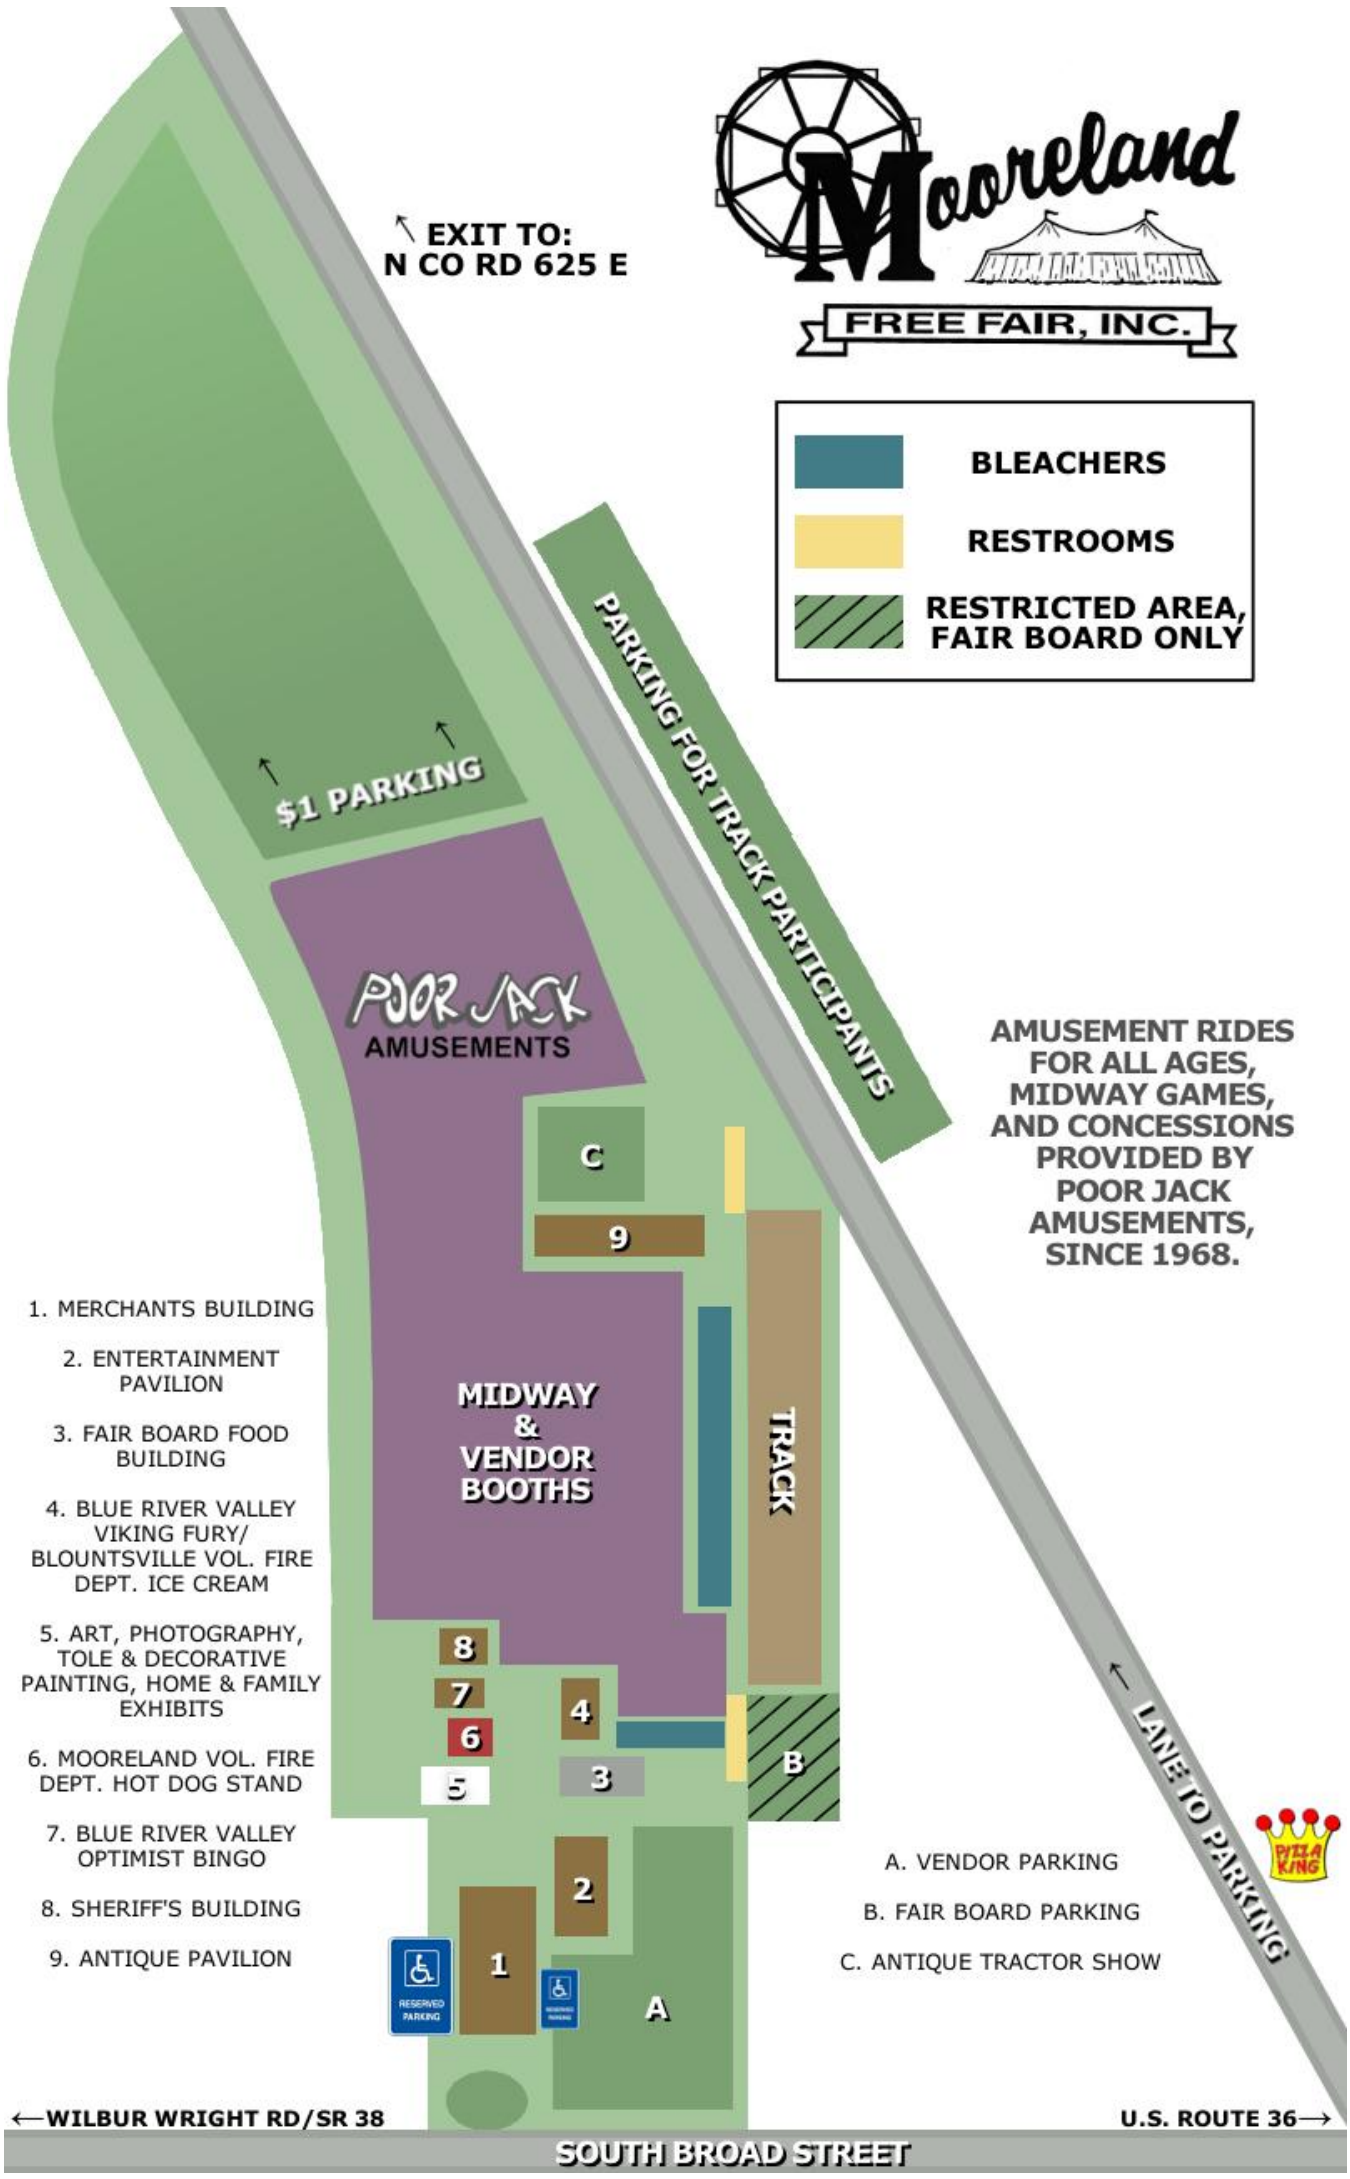 Mooreland
FREE FAIR, INC.
↑ EXIT TO:
N CO RD 625 E
BLEACHERS
RESTROOMS
RESTRICTED AREA,
FAIR BOARD ONLY
PARKING FOR TRACK PARTICIPANTS
$1 PARKING
POOR JACK
AMUSEMENTS
AMUSEMENT RIDES
FOR ALL AGES,
MIDWAY GAMES,
AND CONCESSIONS
PROVIDED BY
POOR JACK
AMUSEMENTS,
SINCE 1968.
C
9
MIDWAY
&
VENDOR
BOOTHS
TRACK
1. MERCHANTS BUILDING
2. ENTERTAINMENT
PAVILION
3. FAIR BOARD FOOD
BUILDING
4. BLUE RIVER VALLEY
VIKING FURY/
BLOUNTSVILLE VOL. FIRE
DEPT. ICE CREAM
5. ART, PHOTOGRAPHY,
TOLE & DECORATIVE
PAINTING, HOME & FAMILY
EXHIBITS
6. MOORELAND VOL. FIRE
DEPT. HOT DOG STAND
7. BLUE RIVER VALLEY
OPTIMIST BINGO
8. SHERIFF'S BUILDING
9. ANTIQUE PAVILION
8
7
4
6
B
3
5
2
1
A
RESERVED
PARKING
RESERVED
PARKING
← LANE TO PARKING
PIZZA
KING
A. VENDOR PARKING
B. FAIR BOARD PARKING
C. ANTIQUE TRACTOR SHOW
←WILBUR WRIGHT RD/SR 38
U.S. ROUTE 36→
SOUTH BROAD STREET